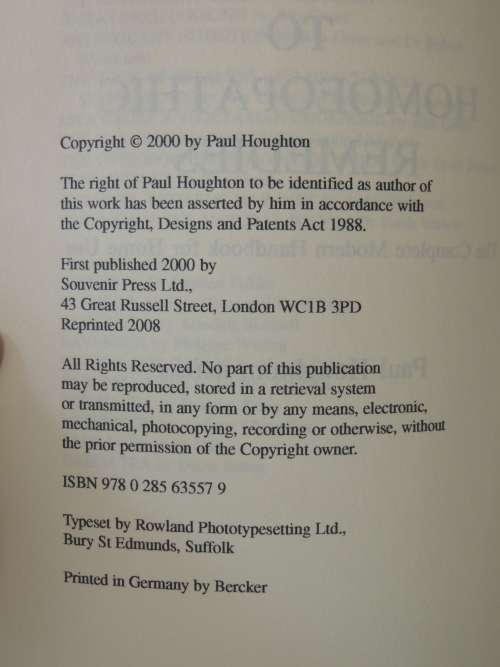 Copyright © 2000 by Paul Houghton
The right of Paul Houghton to be identified as author of
this work has been asserted by him in accordance with
the Copyright, Designs and Patents Act 1988.
First published 2000 by
Souvenir Press Ltd.,
43 Great Russell Street, London WC1B 3PD
Reprinted 2008
All Rights Reserved. No part of this publication
may be reproduced, stored in a retrieval system
or transmitted, in any form or by any means, electronic,
mechanical, photocopying, recording or otherwise, without
the prior permission of the Copyright owner.
ISBN 978 0 285 63557 9
Typeset by Rowland Phototypesetting Ltd.,
Bury St Edmunds, Suffolk
Printed in Germany by Bercker